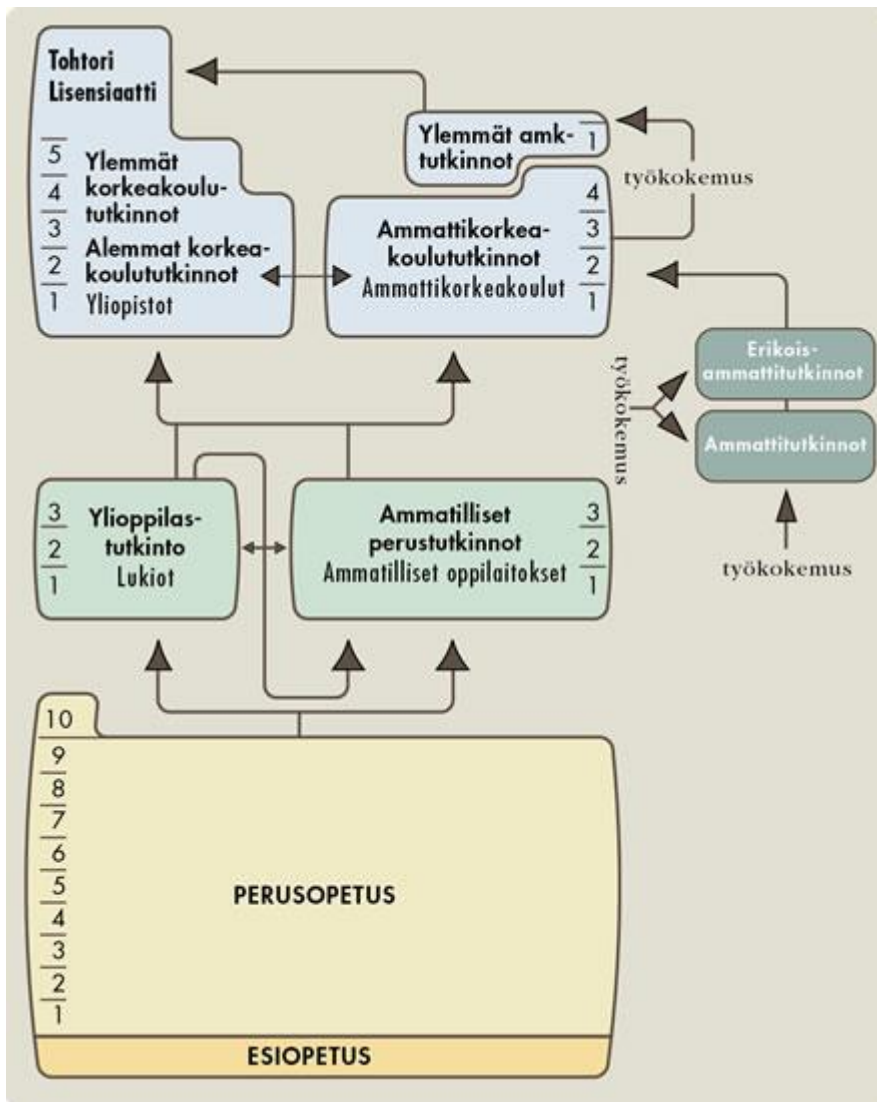 Tohtori
Lisensiaatti
5
4
3
2
1
Ylemmät
korkeakoulu-
tutkinnot
Alemmat korkea-
koulututkinnot
Yliopistot
Ylemmät amk-
tutkinnot
1
työkokemus
Ammattikorkea-
koulututkinnot
Ammattikorkeakoulut
4
3
2
1
Erikois-
ammattitutkinnot
Ammattitutkinnot
työkokemus
työkokemus
3
2
1
Ylioppilas-
tutkinto
Lukiot
Ammatilliset
perustutkinnot
Ammatilliset oppilaitokset
3
2
1
10
9
8
7
6
5
4
3
2
1
PERUSOPETUS
ESIOPETUS